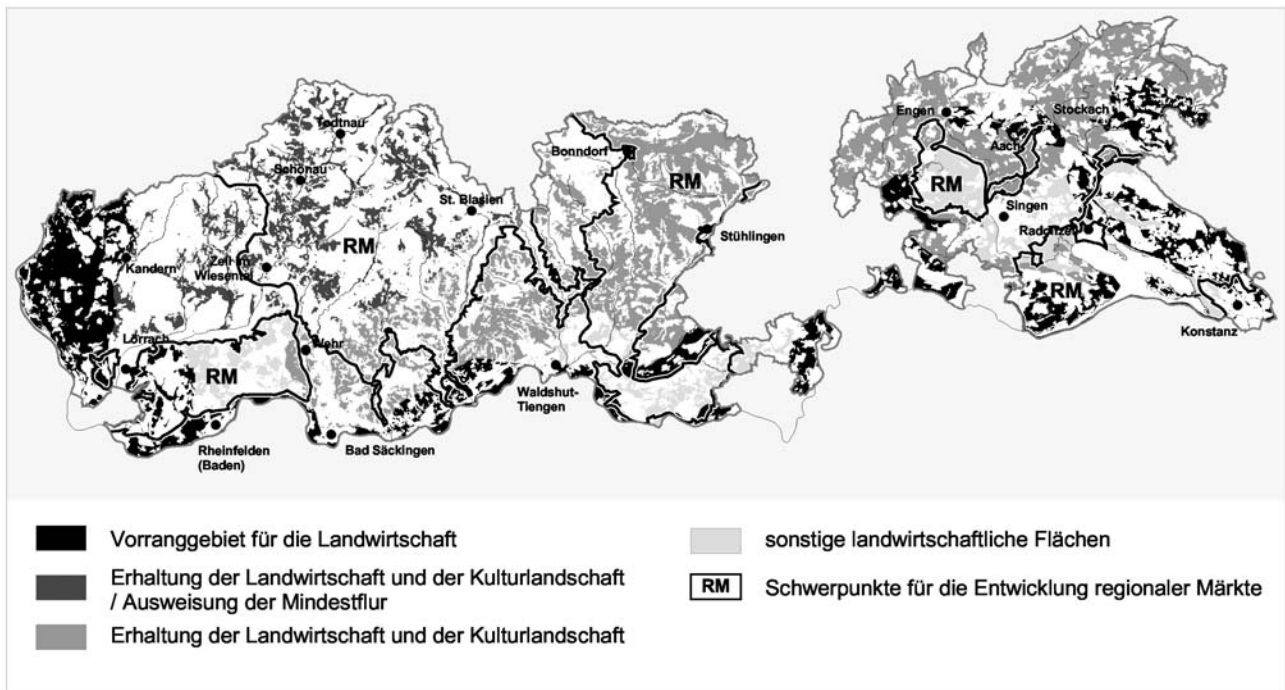 Engen
Stockach
Todtnau
Aach
Bonndorf
Schönau
RM
RM
St. Blasien
Singen
RM
Stühlingen
Radolfzell
Kandern
Zell im
Wiesental
RM
Konstanz
Lörrach
Wehr
RM
Waldshut-
Tiengen
Rheinfelden
(Baden)
Bad Säckingen
Vorranggebiet für die Landwirtschaft
Erhaltung der Landwirtschaft und der Kulturlandschaft
/ Ausweisung der Mindestflur
Erhaltung der Landwirtschaft und der Kulturlandschaft
sonstige landwirtschaftliche Flächen
RM Schwerpunkte für die Entwicklung regionaler Märkte